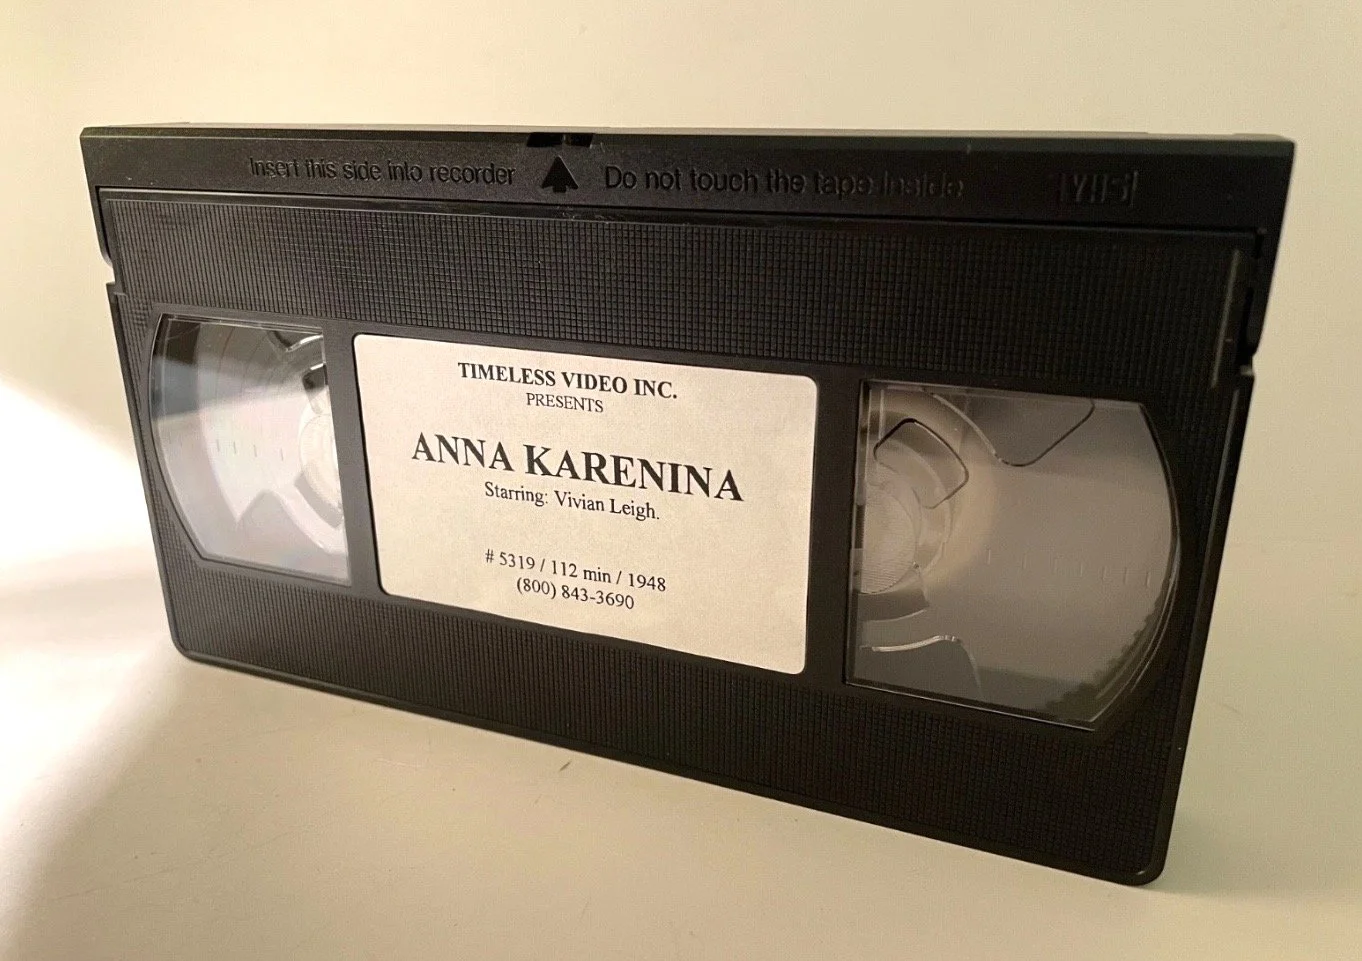 Insert this side into recorder Do not touch the tape inside VHS
TIMELESS VIDEO INC.
PRESENTS
ANNA KARENINA
Starring: Vivian Leigh.
# 5319 / 112 min / 1948
(800) 843-3690